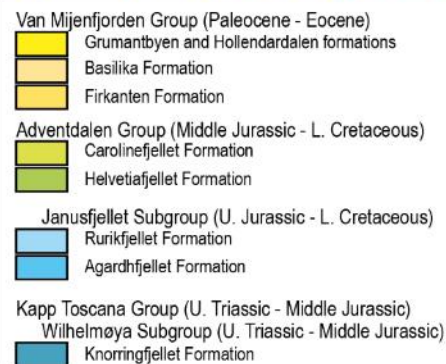 Van Mijenfjorden Group (Paleocene - Eocene)
Grumantbyen and Hollendardalen formations
Basilika Formation
Firkanten Formation
Adventdalen Group (Middle Jurassic - L. Cretaceous)
Carolinefjellet Formation
Helvetiafjellet Formation
Janusfjellet Subgroup (U. Jurassic - L. Cretaceous)
Rurikfjellet Formation
Agardhfjellet Formation
Kapp Toscana Group (U. Triassic - Middle Jurassic)
Wilhelmøya Subgroup (U. Triassic - Middle Jurassic)
Knorringfjellet Formation